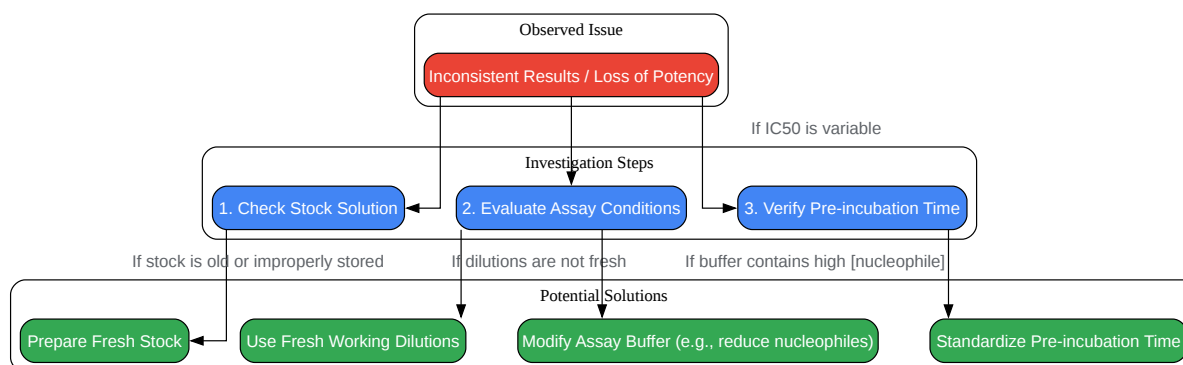 Observed Issue
Inconsistent Results / Loss of Potency
If IC50 is variable
Investigation Steps
1. Check Stock Solution
2. Evaluate Assay Conditions
3. Verify Pre-incubation Time
If stock is old or improperly stored
If dilutions are not fresh
If buffer contains high [nucleophile]
Potential Solutions
Prepare Fresh Stock
Use Fresh Working Dilutions
Modify Assay Buffer (e.g., reduce nucleophiles)
Standardize Pre-incubation Time